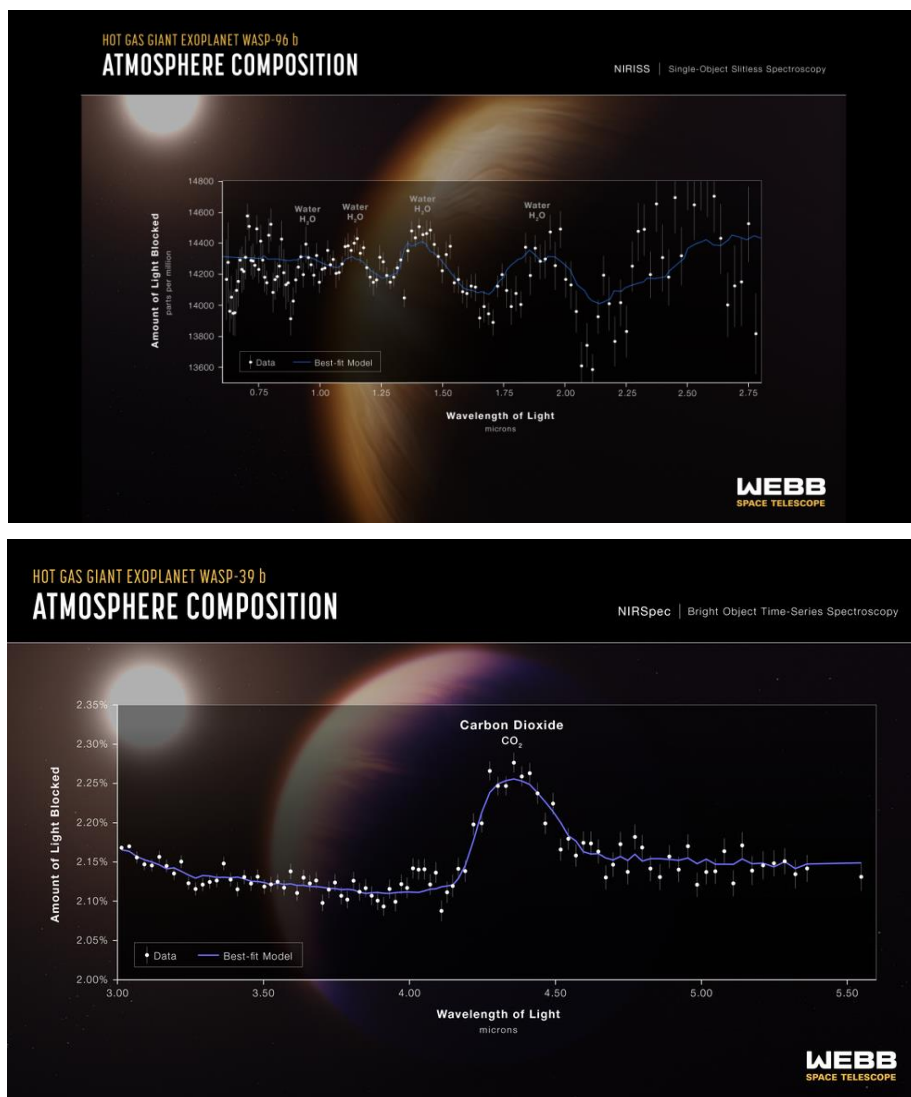 HOT GAS GIANT EXOPLANET WASP-96 b
ATMOSPHERE COMPOSITION
NIRISS | Single-Object Slitless Spectroscopy
14800
14600
14400
14200
14000
13800
13600
Amount of Light Blocked
parts per million
Water
H₂O
Water
H₂O
Water
H₂O
Water
H₂O
Data
Best-fit Model
0.75 1.00 1.25 1.50 1.75 2.00 2.25 2.50 2.75
Wavelength of Light
microns
WEBB
SPACE TELESCOPE
HOT GAS GIANT EXOPLANET WASP-39 b
ATMOSPHERE COMPOSITION
NIRSpec | Bright Object Time-Series Spectroscopy
2.35%
2.30%
2.25%
2.20%
2.15%
2.10%
2.05%
2.00%
Amount of Light Blocked
Carbon Dioxide
CO₂
Data
Best-fit Model
3.00 3.50 4.00 4.50 5.00 5.50
Wavelength of Light
microns
WEBB
SPACE TELESCOPE